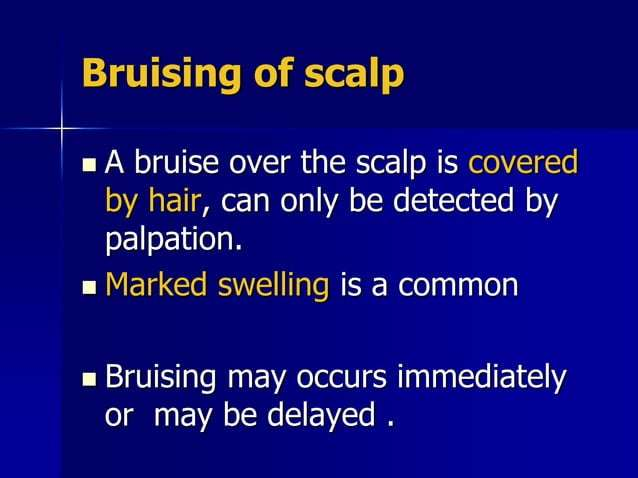 Bruising of scalp
A bruise over the scalp is covered
by hair, can only be detected by
palpation.
Marked swelling is a common
Bruising may occurs immediately
or may be delayed .